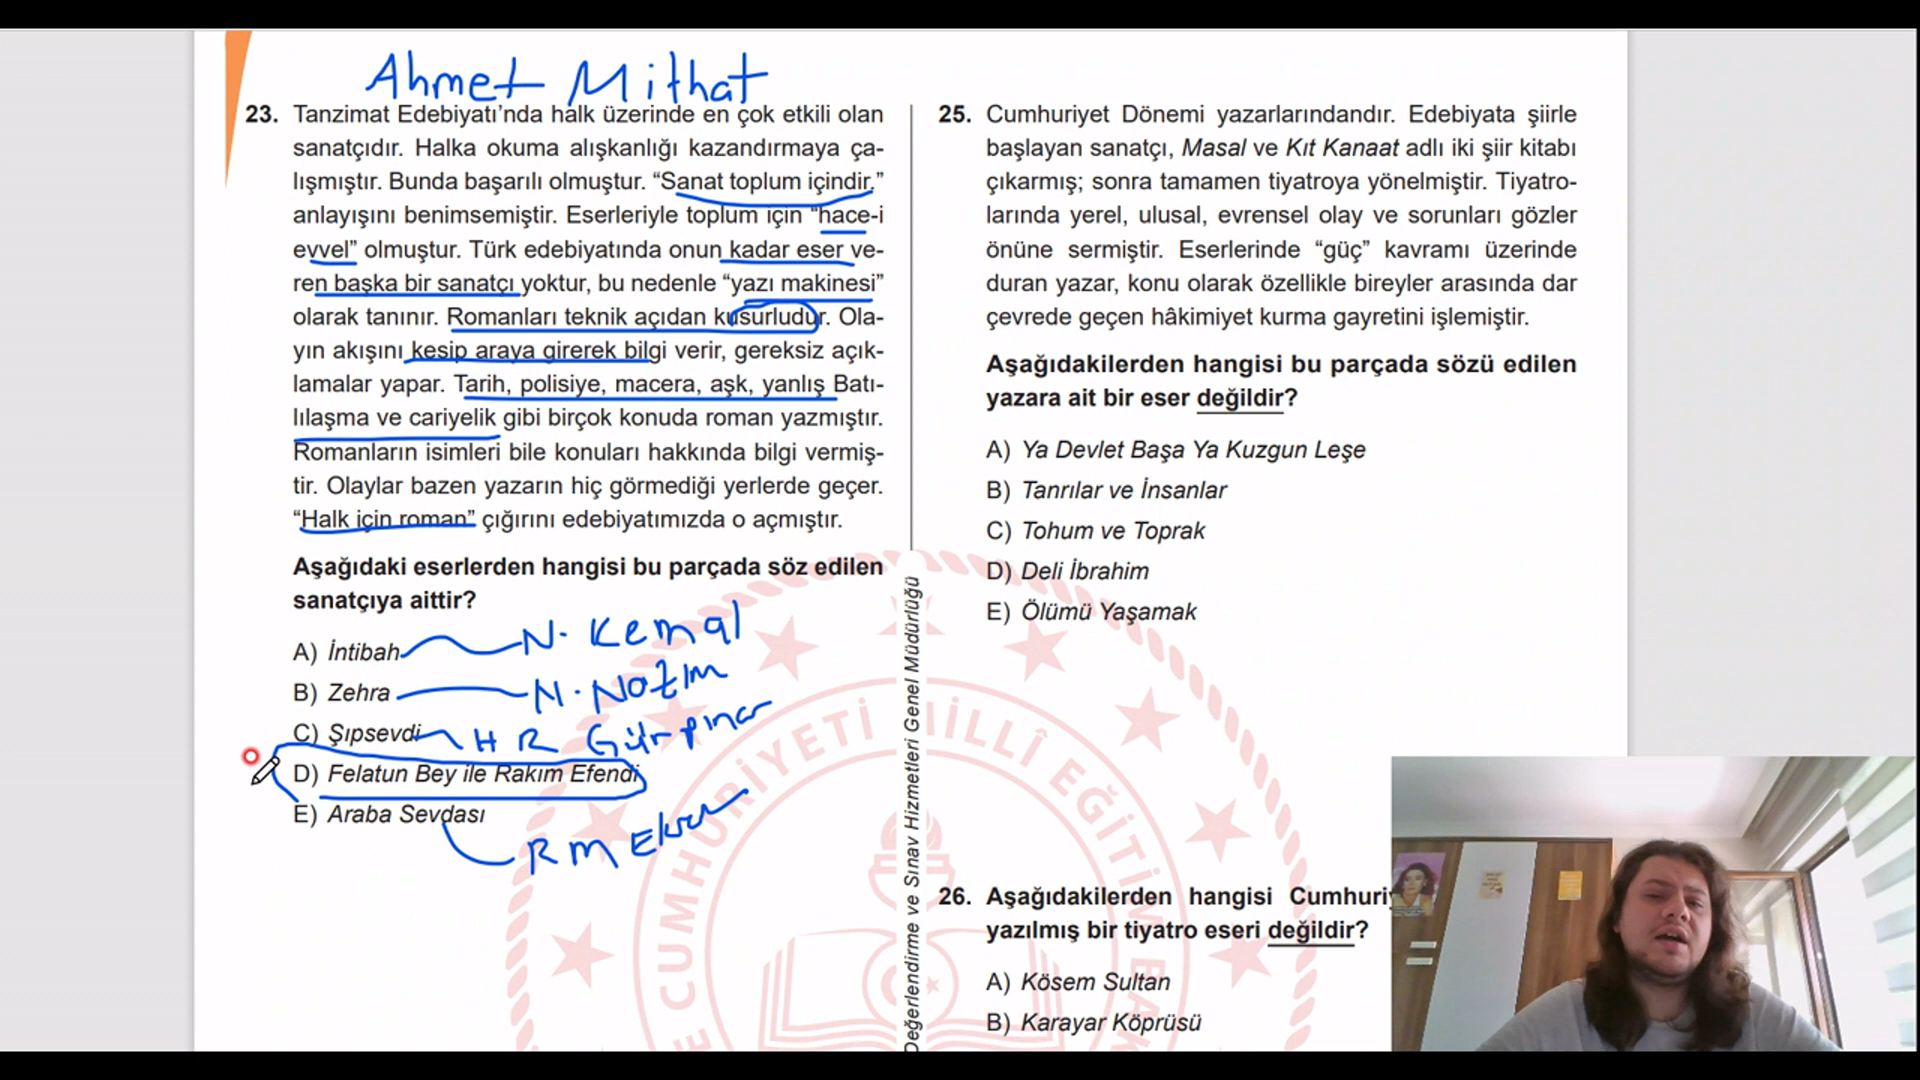 Ahmet Mithat
23. Tanzimat Edebiyatı’nda halk üzerinde en çok etkili olan
sanatçıdır. Halka okuma alışkanlığı kazandırmaya ça-
lışmıştır. Bunda başarılı olmuştur. “Sanat toplum içindir.”
anlayışını benimsemiştir. Eserleriyle toplum için “hace-i
evvel” olmuştur. Türk edebiyatında onun kadar eser ve-
ren başka bir sanatçı yoktur, bu nedenle “yazı makinesi”
olarak tanınır. Romanları teknik açıdan kusurludur. Ola-
yın akışını kesip araya girerek bilgi verir, gereksiz açık-
lamalar yapar. Tarih, polisiye, macera, aşk, yanlış Batı-
lılaşma ve cariyelik gibi birçok konuda roman yazmıştır.
Romanların isimleri bile konuları hakkında bilgi vermiş-
tir. Olaylar bazen yazarın hiç görmediği yerlerde geçer.
“Halk için roman” çığırını edebiyatımızda o açmıştır.
Aşağıdaki eserlerden hangisi bu parçada söz edilen
sanatçıya aittir?
A) İntibah N. Kemal
B) Zehra N. Nazım
C) Şıpsevdi H R Gürpınar
D) Felatun Bey ile Rakım Efendi
E) Araba Sevdası
R M Ekrem
Değerlendirme ve Sınav Hizmetleri Genel Müdürlüğü
CUMHURİYETİ MİLLÎ EĞİTİM BAK
25. Cumhuriyet Dönemi yazarlarındandır. Edebiyata şiirle
başlayan sanatçı, Masal ve Kıt Kanaat adlı iki şiir kitabı
çıkarmış; sonra tamamen tiyatroya yönelmiştir. Tiyatro-
larında yerel, ulusal, evrensel olay ve sorunları gözler
önüne sermiştir. Eserlerinde “güç” kavramı üzerinde
duran yazar, konu olarak özellikle bireyler arasında dar
çevrede geçen hâkimiyet kurma gayretini işlemiştir.
Aşağıdakilerden hangisi bu parçada sözü edilen
yazara ait bir eser değildir?
A) Ya Devlet Başa Ya Kuzgun Leşe
B) Tanrılar ve İnsanlar
C) Tohum ve Toprak
D) Deli İbrahim
E) Ölümü Yaşamak
26. Aşağıdakilerden hangisi Cumhuriy
yazılmış bir tiyatro eseri değildir?
A) Kösem Sultan
B) Karayar Köprüsü